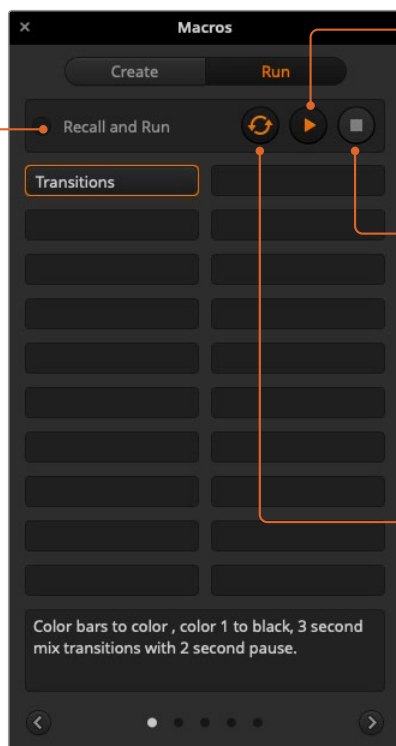 Macros
Create
Run
Recall and Run
Transitions
Color bars to color , color 1 to black, 3 second
mix transitions with 2 second pause.